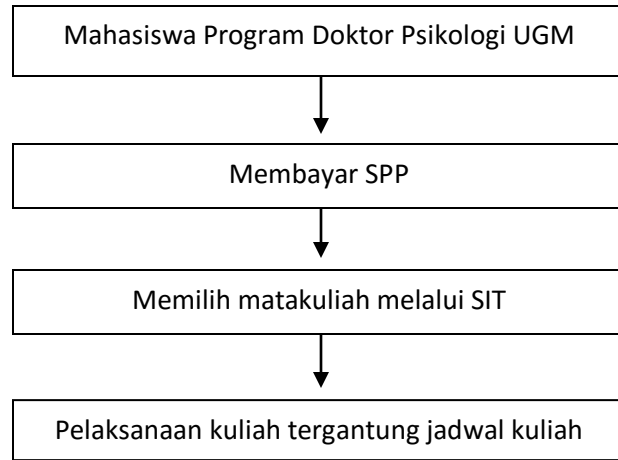 Mahasiswa Program Doktor Psikologi UGM
Membayar SPP
Memilih matakuliah melalui SIT
Pelaksanaan kuliah tergantung jadwal kuliah